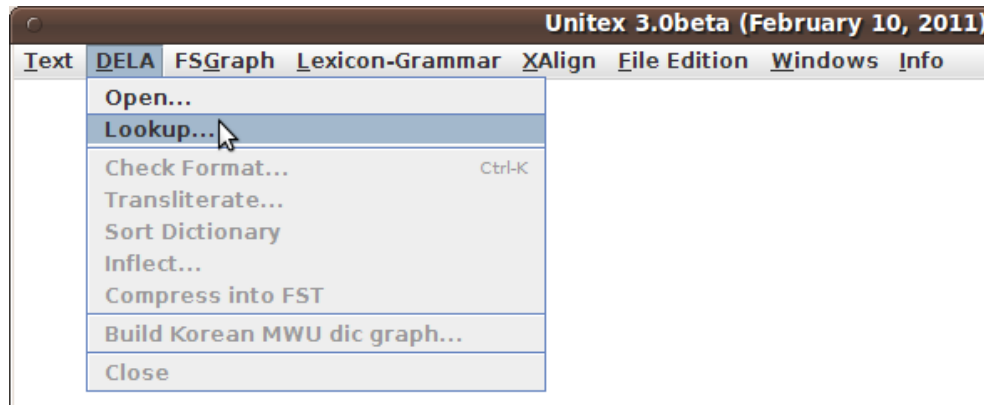 Unitex 3.0beta (February 10, 2011)
Text DELA FSGraph Lexicon-Grammar XAlign File Edition Windows Info
Open...
Lookup...
Check Format... Ctrl-K
Transliterate...
Sort Dictionary
Inflect...
Compress into FST
Build Korean MWU dic graph...
Close